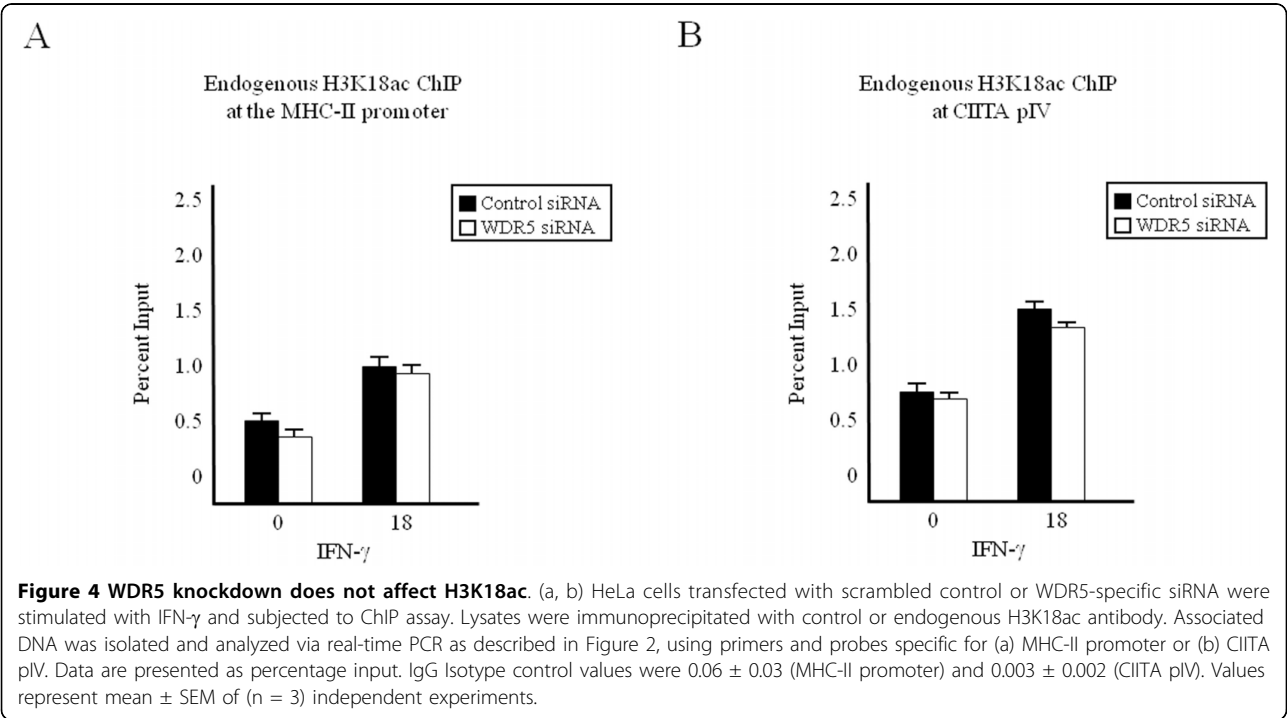 A
Endogenous H3K18ac ChIP
at the MHC-II promoter
2.5
2.0
1.5
1.0
0.5
0
Percent Input
Control siRNA
WDR5 siRNA
0
18
IFN-γ
B
Endogenous H3K18ac ChIP
at CIITA pIV
2.5
2.0
1.5
1.0
0.5
0
Percent Input
Control siRNA
WDR5 siRNA
0
18
IFN-γ
Figure 4 WDR5 knockdown does not affect H3K18ac. (a, b) HeLa cells transfected with scrambled control or WDR5-specific siRNA were
stimulated with IFN-γ and subjected to ChIP assay. Lysates were immunoprecipitated with control or endogenous H3K18ac antibody. Associated
DNA was isolated and analyzed via real-time PCR as described in Figure 2, using primers and probes specific for (a) MHC-II promoter or (b) CIITA
pIV. Data are presented as percentage input. IgG Isotype control values were 0.06 ± 0.03 (MHC-II promoter) and 0.003 ± 0.002 (CIITA pIV). Values
represent mean ± SEM of (n = 3) independent experiments.